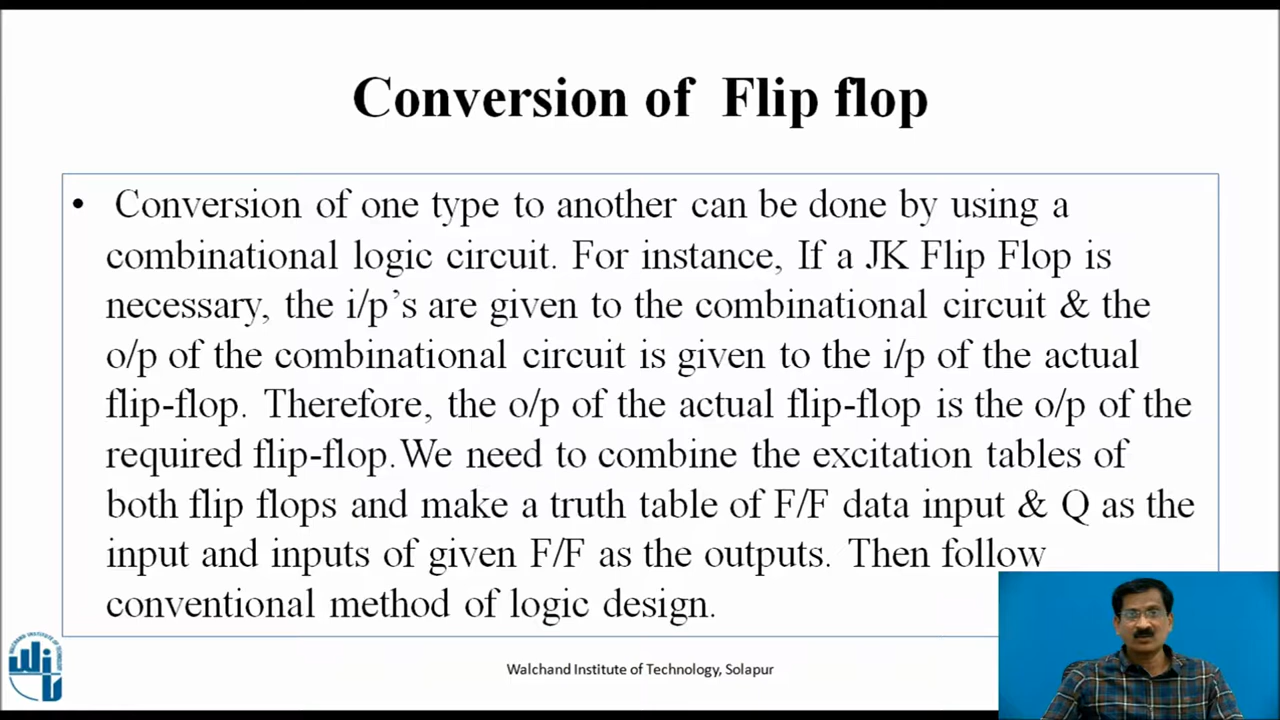 Conversion of Flip flop
• Conversion of one type to another can be done by using a
combinational logic circuit. For instance, If a JK Flip Flop is
necessary, the i/p’s are given to the combinational circuit & the
o/p of the combinational circuit is given to the i/p of the actual
flip-flop. Therefore, the o/p of the actual flip-flop is the o/p of the
required flip-flop.We need to combine the excitation tables of
both flip flops and make a truth table of F/F data input & Q as the
input and inputs of given F/F as the outputs. Then follow
conventional method of logic design.
Walchand Institute of Technology, Solapur